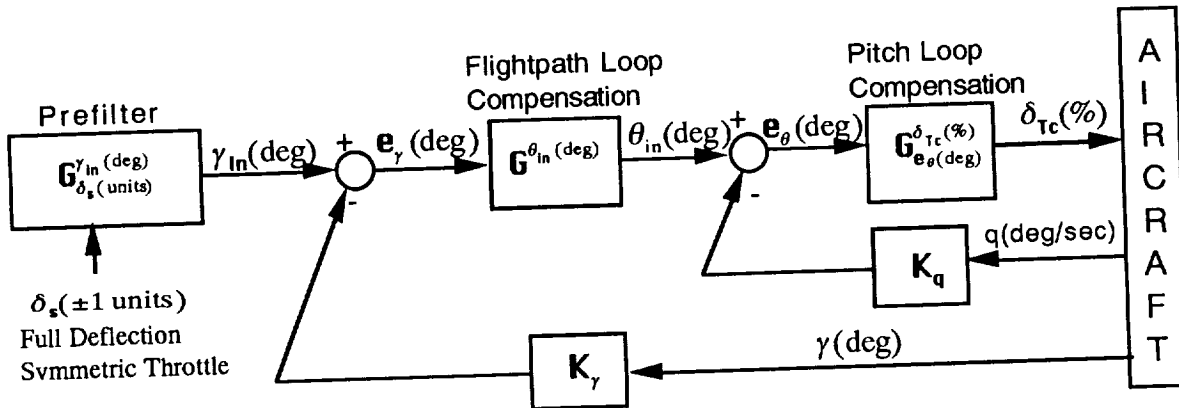 Prefilter
G γIn(deg) δs(units)
δs(±1 units)
Full Deflection
Symmetric Throttle
γIn(deg)
+
-
eγ(deg)
Flightpath Loop
Compensation
G θin(deg)
θin(deg)
+
-
eθ(deg)
Pitch Loop
Compensation
G δTc(%) eθ(deg)
δTc(%)
q(deg/sec)
Kq
γ(deg)
Kγ
A
I
R
C
R
A
F
T